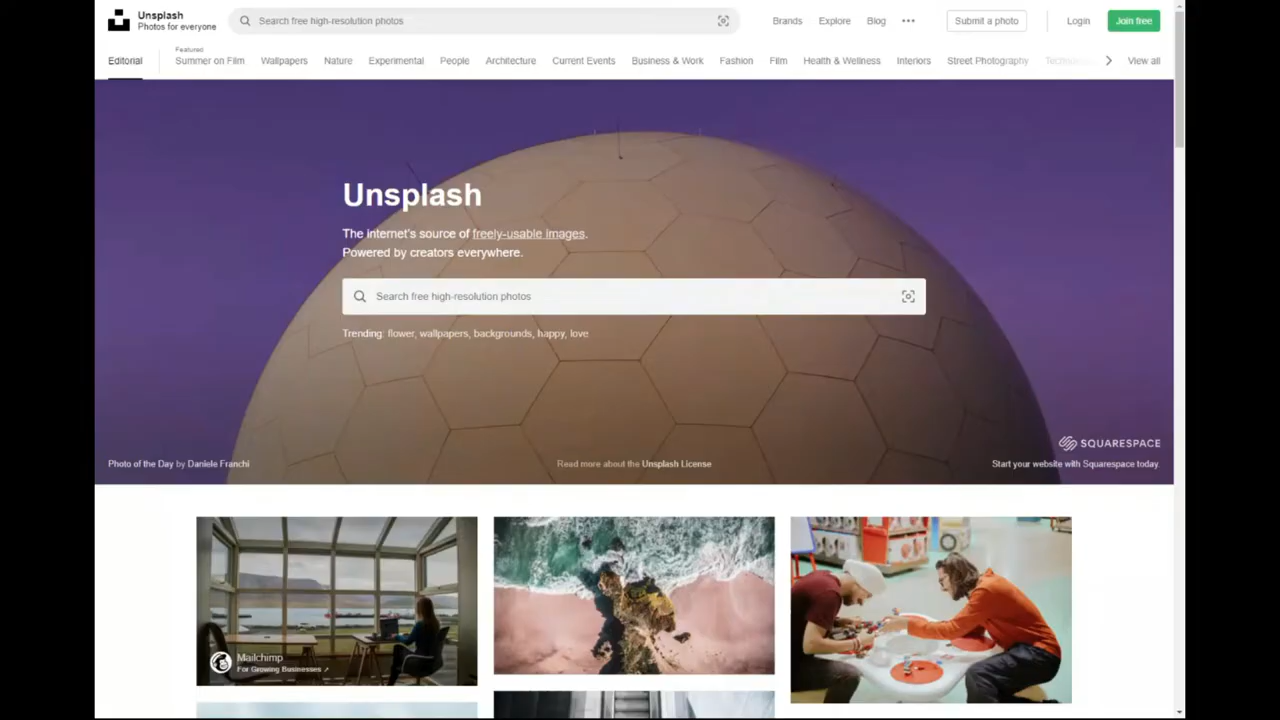 Unsplash
Photos for everyone
Search free high-resolution photos
Brands Explore Blog ••• Submit a photo Login Join free
Editorial
Featured
Summer on Film Wallpapers Nature Experimental People Architecture Current Events Business & Work Fashion Film Health & Wellness Interiors Street Photography View all
Unsplash
The internet's source of freely-usable images.
Powered by creators everywhere.
Search free high-resolution photos
Trending: flower, wallpapers, backgrounds, happy, love
SQUARESPACE
Photo of the Day by Daniele Franchi
Read more about the Unsplash License
Start your website with Squarespace today.
Mailchimp
For Growing Businesses ↗